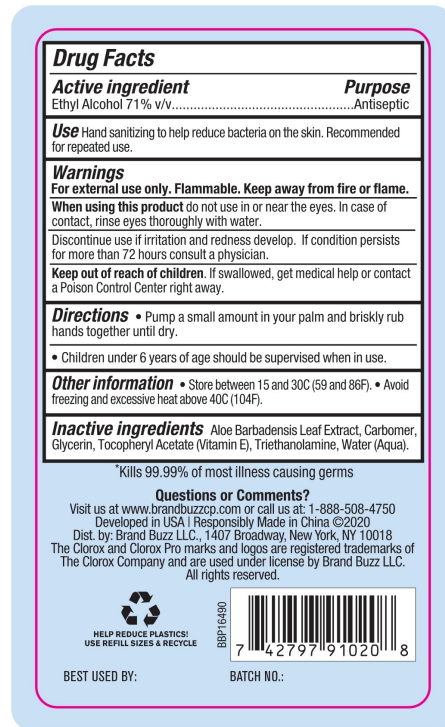 Drug Facts
Active ingredient Purpose
Ethyl Alcohol 71% v/v..................................................Antiseptic
Use Hand sanitizing to help reduce bacteria on the skin. Recommended
for repeated use.
Warnings
For external use only. Flammable. Keep away from fire or flame.
When using this product do not use in or near the eyes. In case of
contact, rinse eyes thoroughly with water.
Discontinue use if irritation and redness develop. If condition persists
for more than 72 hours consult a physician.
Keep out of reach of children. If swallowed, get medical help or contact
a Poison Control Center right away.
Directions • Pump a small amount in your palm and briskly rub
hands together until dry.
• Children under 6 years of age should be supervised when in use.
Other information • Store between 15 and 30C (59 and 86F). • Avoid
freezing and excessive heat above 40C (104F).
Inactive ingredients Aloe Barbadensis Leaf Extract, Carbomer,
Glycerin, Tocopheryl Acetate (Vitamin E), Triethanolamine, Water (Aqua).
*Kills 99.99% of most illness causing germs
Questions or Comments?
Visit us at www.brandbuzzcp.com or call us at: 1-888-508-4750
Developed in USA | Responsibly Made in China ©2020
Dist. by: Brand Buzz LLC., 1407 Broadway, New York, NY 10018
The Clorox and Clorox Pro marks and logos are registered trademarks of
The Clorox Company and are used under license by Brand Buzz LLC.
All rights reserved.
HELP REDUCE PLASTICS!
USE REFILL SIZES & RECYCLE
BBP16490
7 42797 91020 8
BEST USED BY: BATCH NO.: